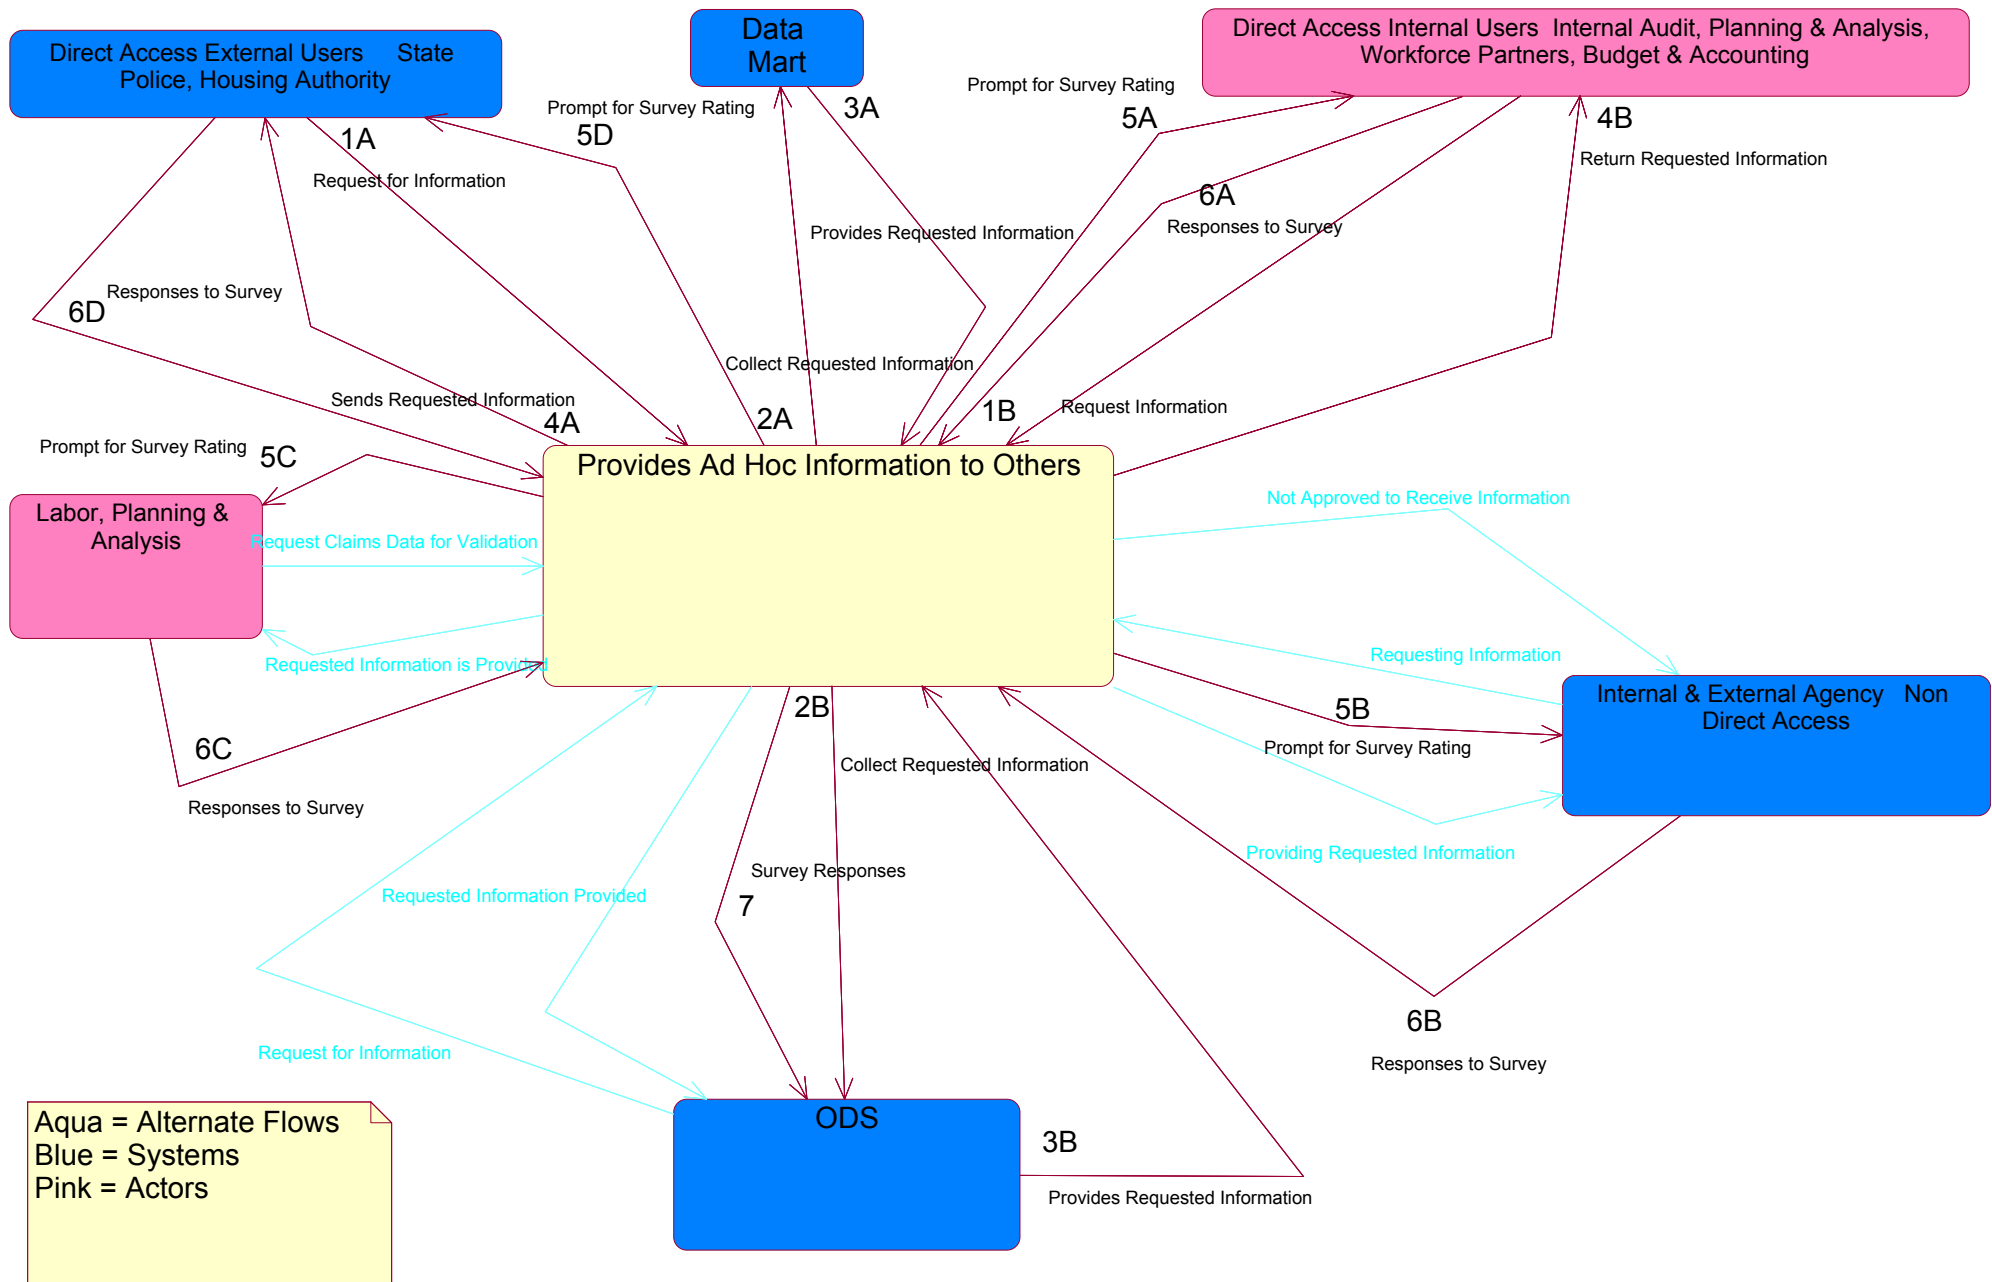 Direct Access External Users     State
Police, Housing Authority
Data
Mart
Direct Access Internal Users  Internal Audit, Planning & Analysis,
Workforce Partners, Budget & Accounting
Prompt for Survey Rating
5D
3A
Prompt for Survey Rating
5A
4B
1A
Request for Information
Return Requested Information
6A
Responses to Survey
Provides Requested Information
Responses to Survey
6D
Collect Requested Information
Sends Requested Information
4A
2A
1B
Request Information
Prompt for Survey Rating
5C
Provides Ad Hoc Information to Others
Not Approved to Receive Information
Labor, Planning &
Analysis
Request Claims Data for Validation
Requested Information is Provided
Requesting Information
Internal & External Agency   Non
Direct Access
5B
Prompt for Survey Rating
2B
6C
Responses to Survey
Collect Requested Information
Providing Requested Information
Survey Responses
7
Requested Information Provided
6B
Responses to Survey
Request for Information
ODS
3B
Provides Requested Information
Aqua = Alternate Flows
Blue = Systems
Pink = Actors